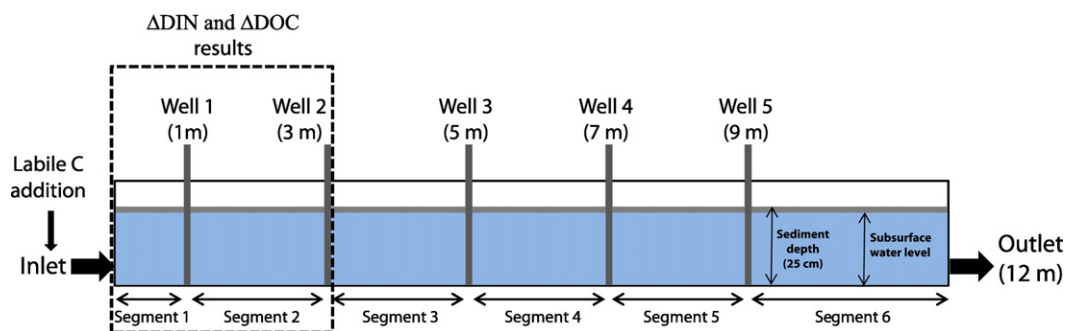 ΔDIN and ΔDOC
results
Well 1
(1m)
Well 2
(3 m)
Well 3
(5 m)
Well 4
(7 m)
Well 5
(9 m)
Labile C
addition
Inlet
Sediment
depth
(25 cm)
Subsurface
water level
Outlet
(12 m)
Segment 1
Segment 2
Segment 3
Segment 4
Segment 5
Segment 6